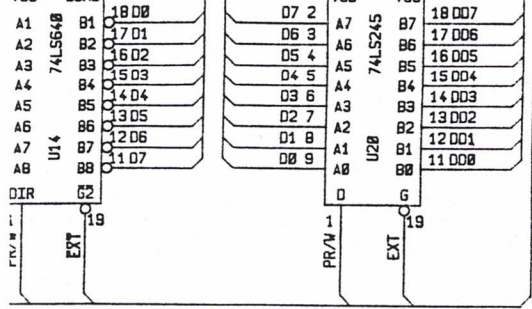 A1 B1 18 D0
A2 B2 17 D1
A3 B3 16 D2
A4 B4 15 D3
A5 B5 14 D4
A6 B6 13 D5
A7 B7 12 D6
A8 B8 11 D7
74LS640
U14
DIR G2
19
EXT
D7 2 A7 B7 18 DD7
D6 3 A6 B6 17 DD6
D5 4 A5 B5 16 DD5
D4 5 A4 B4 15 DD4
D3 6 A3 B3 14 DD3
D2 7 A2 B2 13 DD2
D1 8 A1 B1 12 DD1
D0 9 A0 B0 11 DD0
74LS245
U20
D G
1 19
PR/W EXT